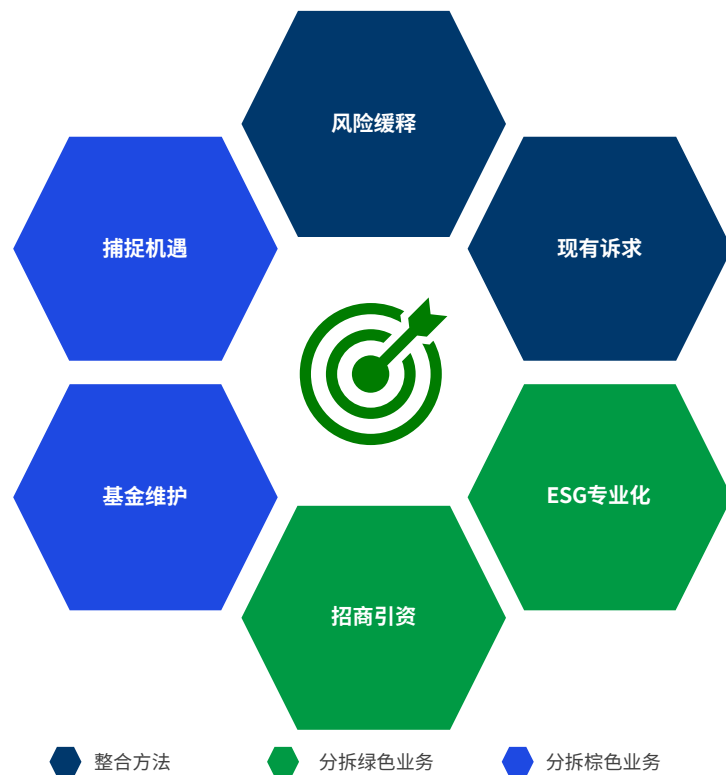 风险缓释
捕捉机遇
现有诉求
基金维护
ESG专业化
招商引资
整合方法
分拆绿色业务
分拆棕色业务